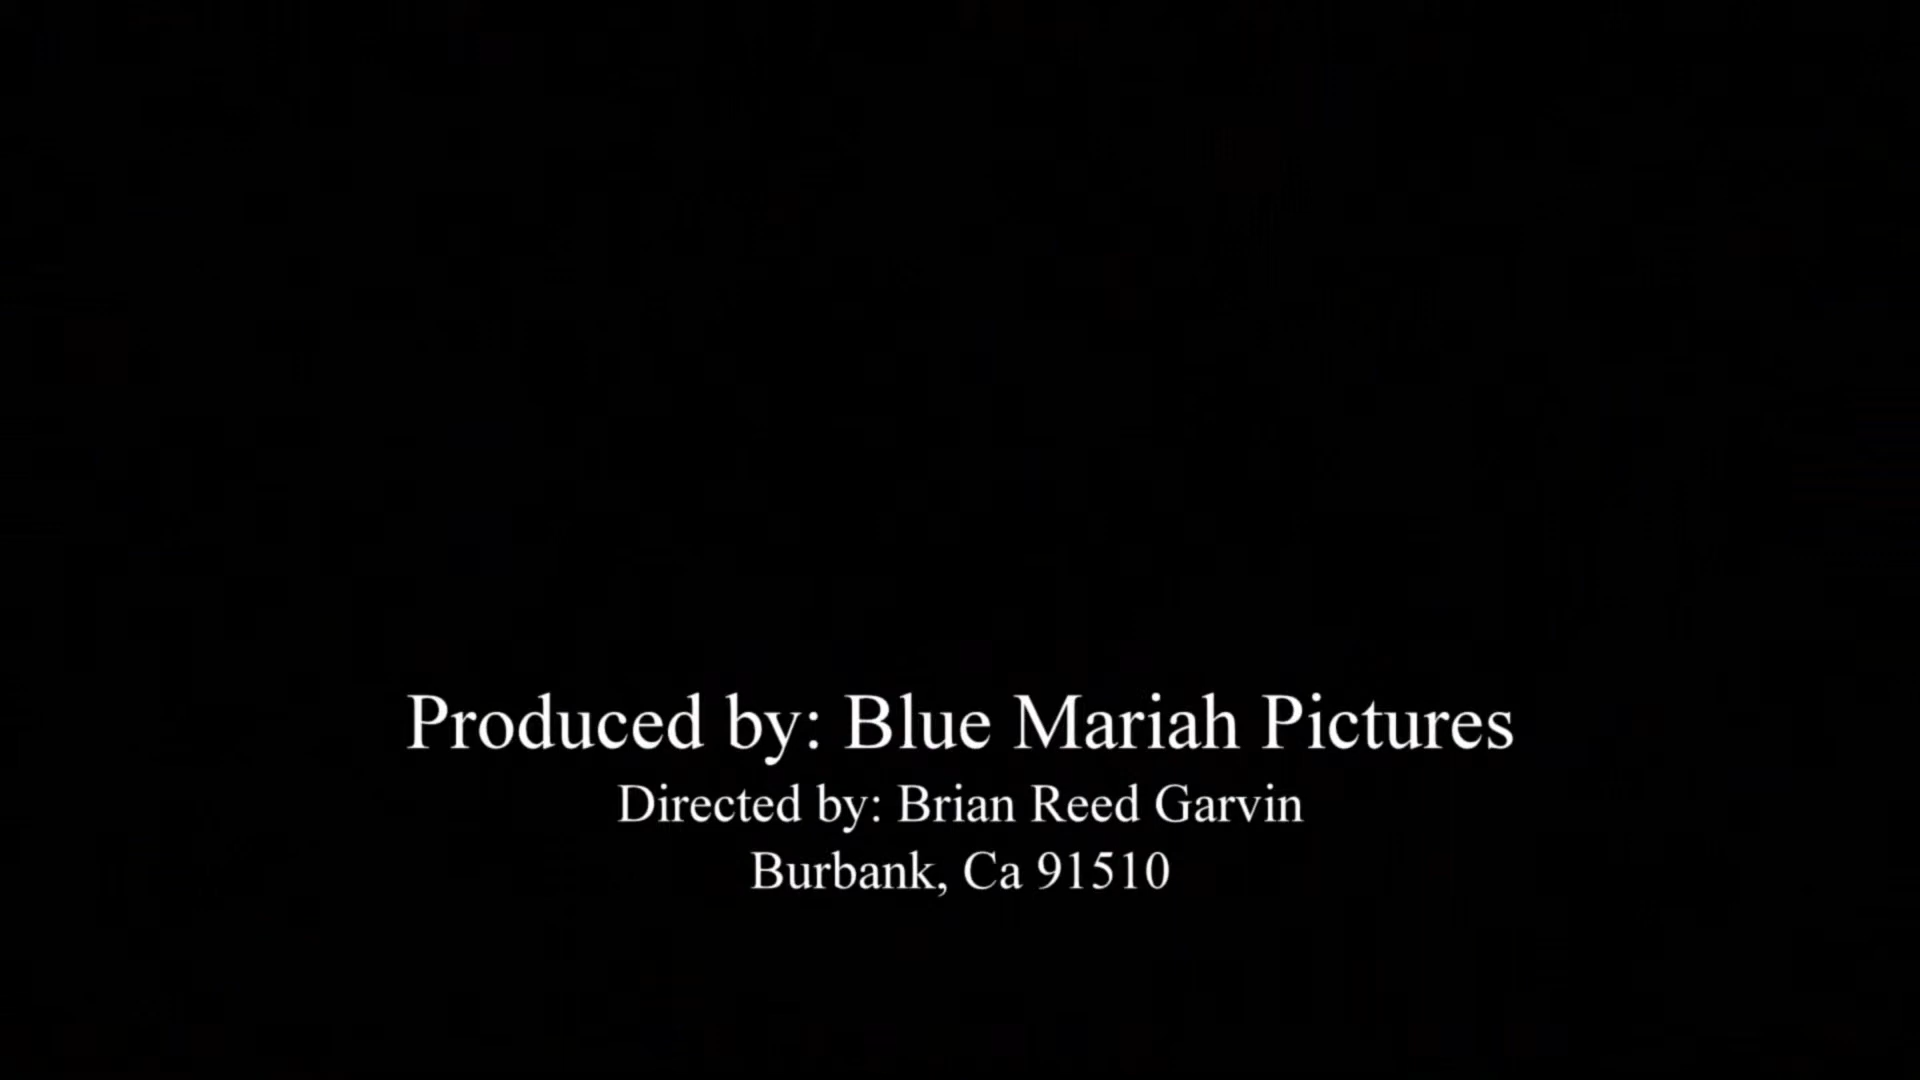 Produced by: Blue Mariah Pictures
Directed by: Brian Reed Garvin
Burbank, Ca 91510